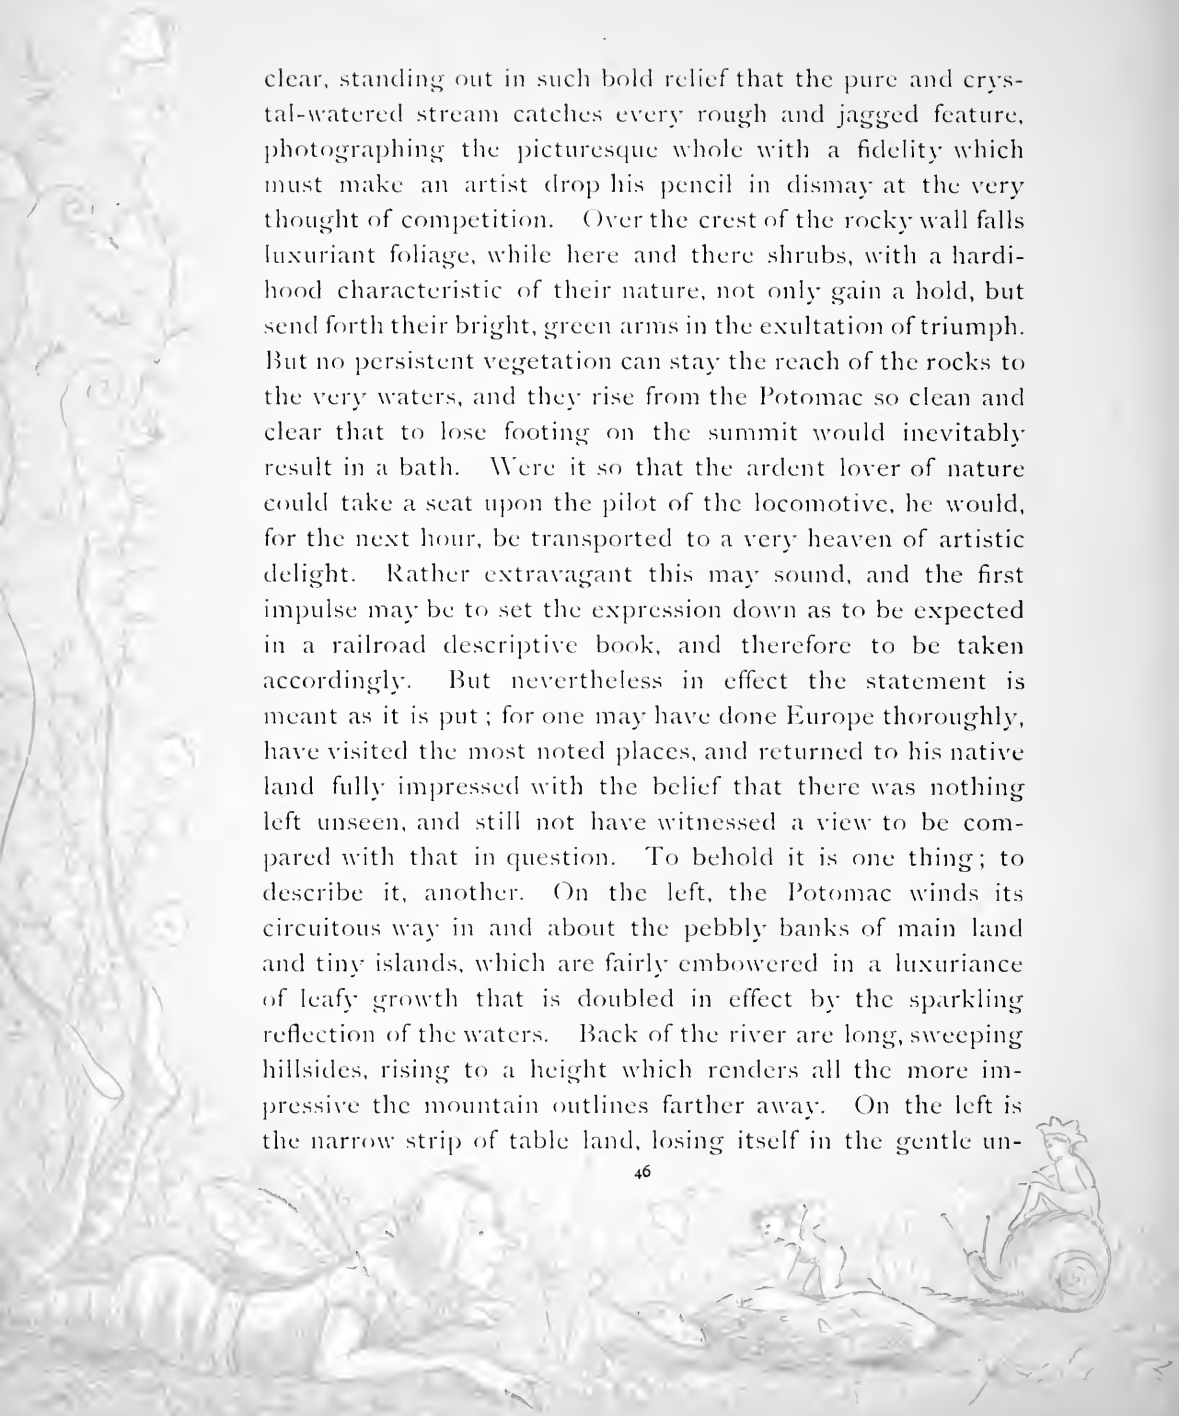 clear, standing out in such bold relief that the pure and crys-
tal-watered stream catches every rough and jagged feature,
photographing the picturesque whole with a fidelity which
must make an artist drop his pencil in dismay at the very
thought of competition. Over the crest of the rocky wall falls
luxuriant foliage, while here and there shrubs, with a hardi-
hood characteristic of their nature, not only gain a hold, but
send forth their bright, green arms in the exultation of triumph.
But no persistent vegetation can stay the reach of the rocks to
the very waters, and they rise from the Potomac so clean and
clear that to lose footing on the summit would inevitably
result in a bath. Were it so that the ardent lover of nature
could take a seat upon the pilot of the locomotive, he would,
for the next hour, be transported to a very heaven of artistic
delight. Rather extravagant this may sound, and the first
impulse may be to set the expression down as to be expected
in a railroad descriptive book, and therefore to be taken
accordingly. But nevertheless in effect the statement is
meant as it is put ; for one may have done Europe thoroughly,
have visited the most noted places, and returned to his native
land fully impressed with the belief that there was nothing
left unseen, and still not have witnessed a view to be com-
pared with that in question. To behold it is one thing ; to
describe it, another. On the left, the Potomac winds its
circuitous way in and about the pebbly banks of main land
and tiny islands, which are fairly embowered in a luxuriance
of leafy growth that is doubled in effect by the sparkling
reflection of the waters. Back of the river are long, sweeping
hillsides, rising to a height which renders all the more im-
pressive the mountain outlines farther away. On the left is
the narrow strip of table land, losing itself in the gentle un-
46